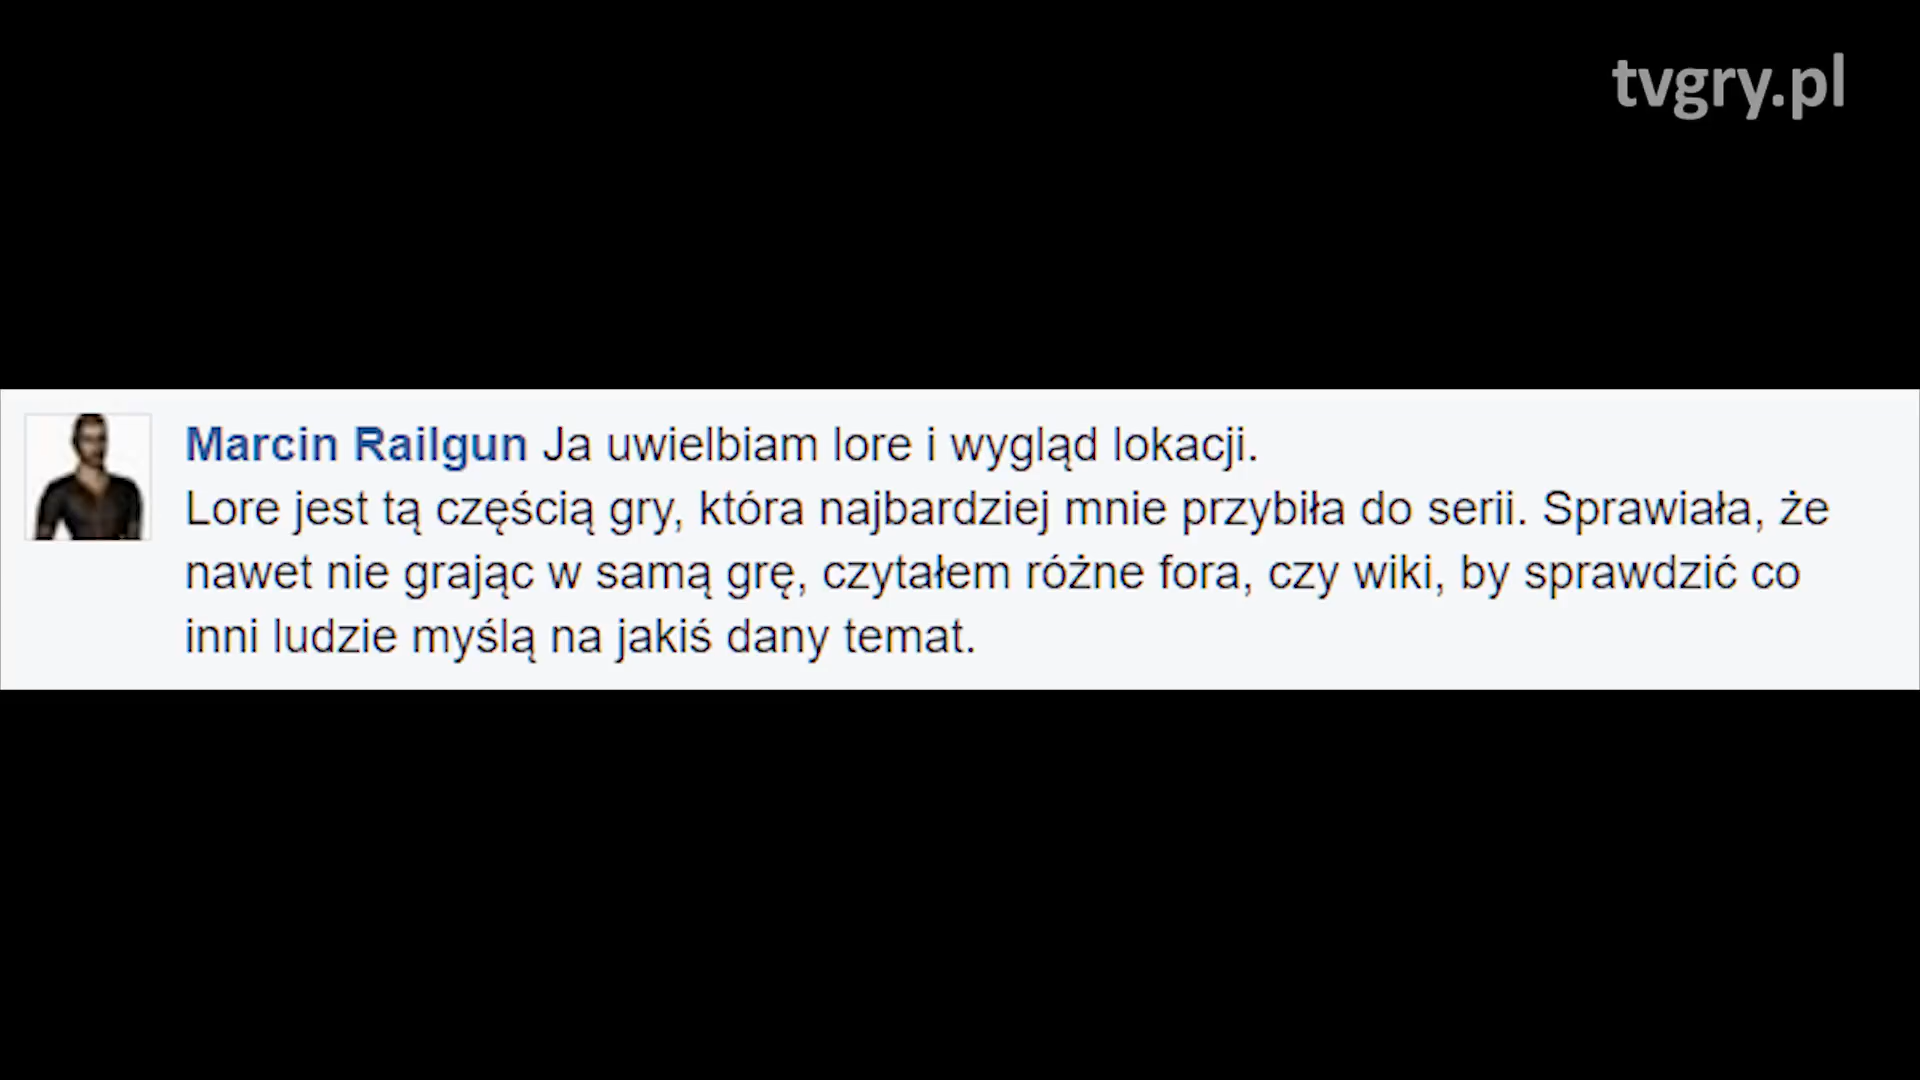 tvgry.pl
Marcin Railgun Ja uwielbiam lore i wygląd lokacji.
Lore jest tą częścią gry, która najbardziej mnie przybiła do serii. Sprawiała, że
nawet nie grając w samą grę, czytałem różne fora, czy wiki, by sprawdzić co
inni ludzie myślą na jakiś dany temat.